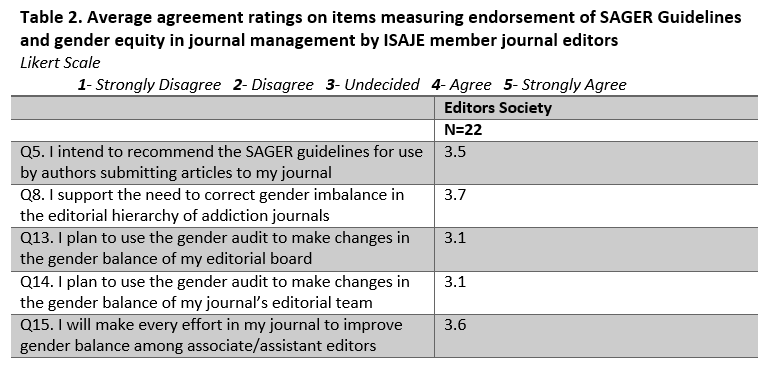 Table 2. Average agreement ratings on items measuring endorsement of SAGER Guidelines
and gender equity in journal management by ISAJE member journal editors
Likert Scale
1- Strongly Disagree 2- Disagree 3- Undecided 4- Agree 5- Strongly Agree
Editors Society
N=22
Q5. I intend to recommend the SAGER guidelines for use 3.5
by authors submitting articles to my journal
Q8. I support the need to correct gender imbalance in 3.7
the editorial hierarchy of addiction journals
Q13. I plan to use the gender audit to make changes in 3.1
the gender balance of my editorial board
Q14. I plan to use the gender audit to make changes in 3.1
the gender balance of my journal's editorial team
Q15. I will make every effort in my journal to improve 3.6
gender balance among associate/assistant editors